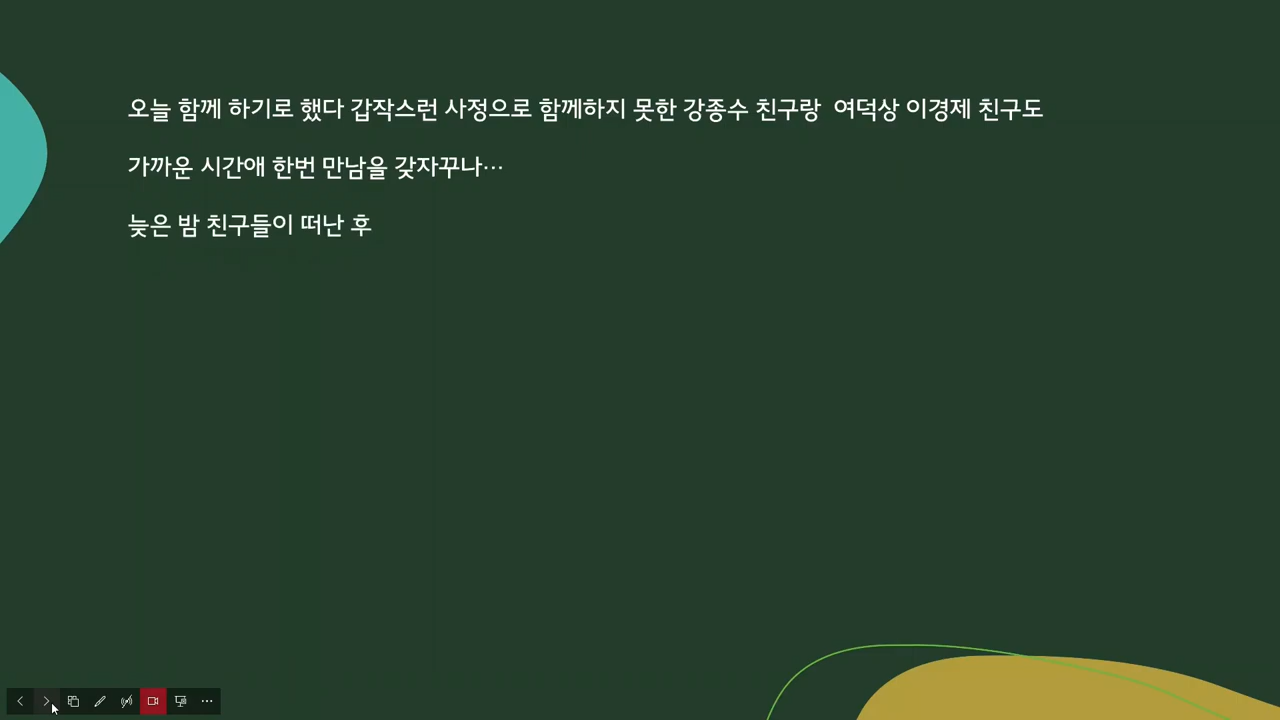 오늘 함께 하기로 했다 갑작스런 사정으로 함께하지 못한 강종수 친구랑  여덕상 이경제 친구도
가까운 시간애 한번 만남을 갖자꾸나…
늦은 밤 친구들이 떠난 후